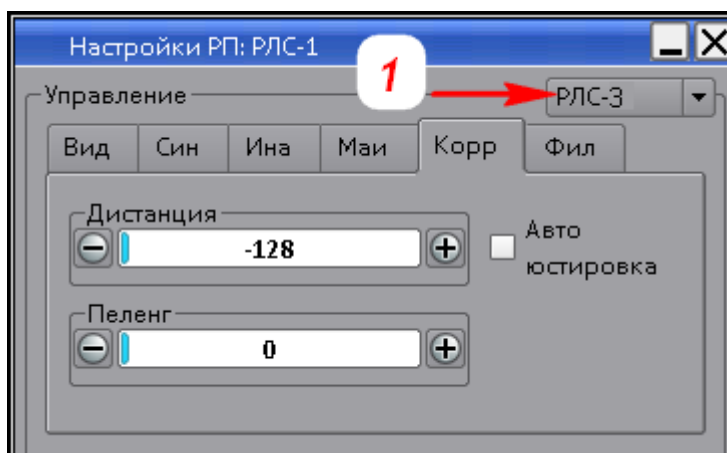 Настройки РП: РЛС-1
1
Управление
РЛС-3
Вид Син Ина Маи Корр Фил
Дистанция
-128
Авто
юстировка
Пеленг
0